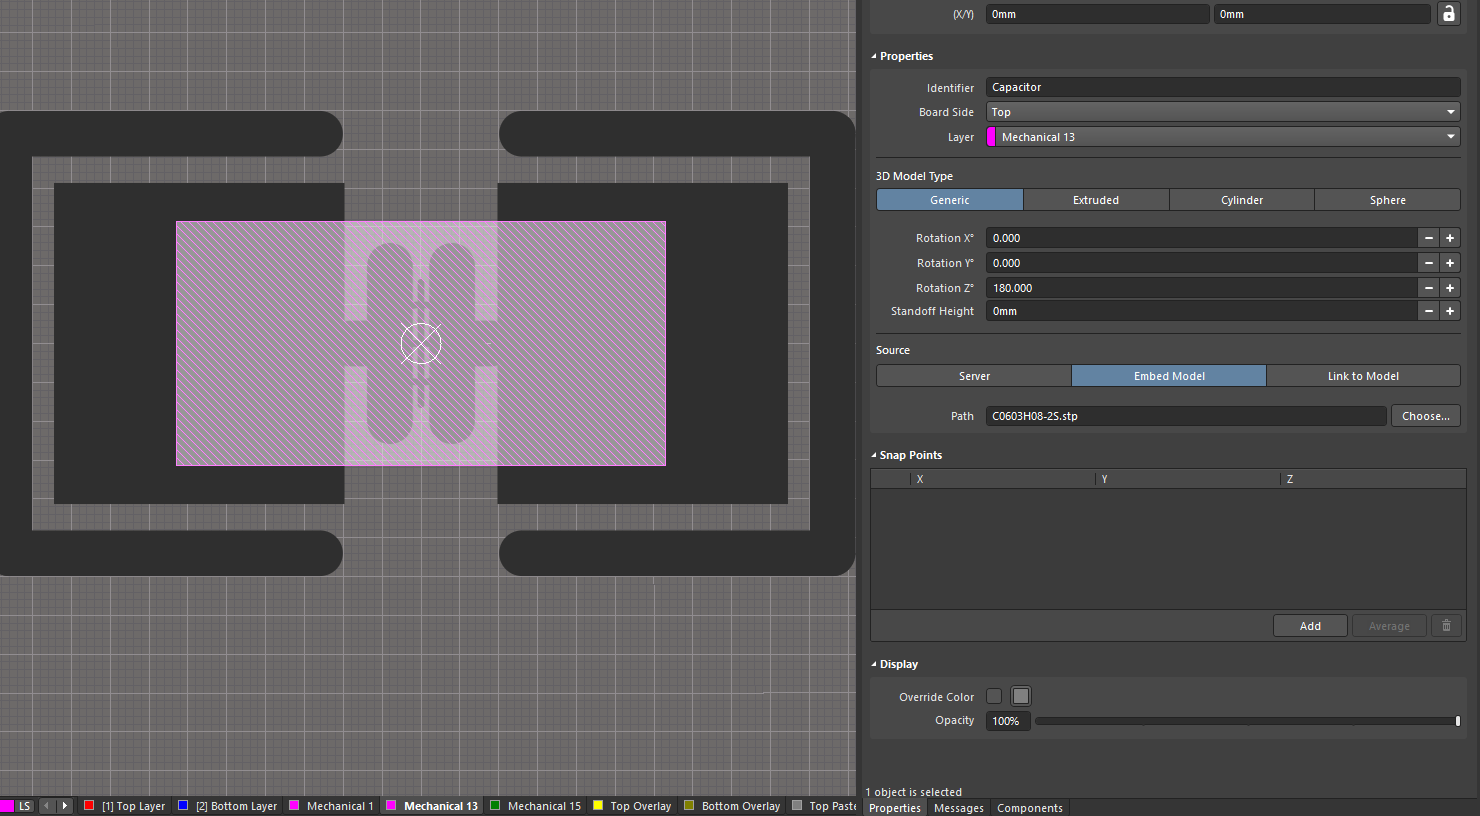 (X/Y) 0mm 0mm
Properties
Identifier Capacitor
Board Side Top
Layer Mechanical 13
3D Model Type
Generic Extruded Cylinder Sphere
Rotation X° 0.000
Rotation Y° 0.000
Rotation Z° 180.000
Standoff Height 0mm
Source
Server Embed Model Link to Model
Path C0603H08-2S.stp Choose...
Snap Points
X Y Z
Add Average
Display
Override Color
Opacity 100%
1 object is selected
LS [1] Top Layer [2] Bottom Layer Mechanical 1 Mechanical 13 Mechanical 15 Top Overlay Bottom Overlay Top Paste
Properties Messages Components